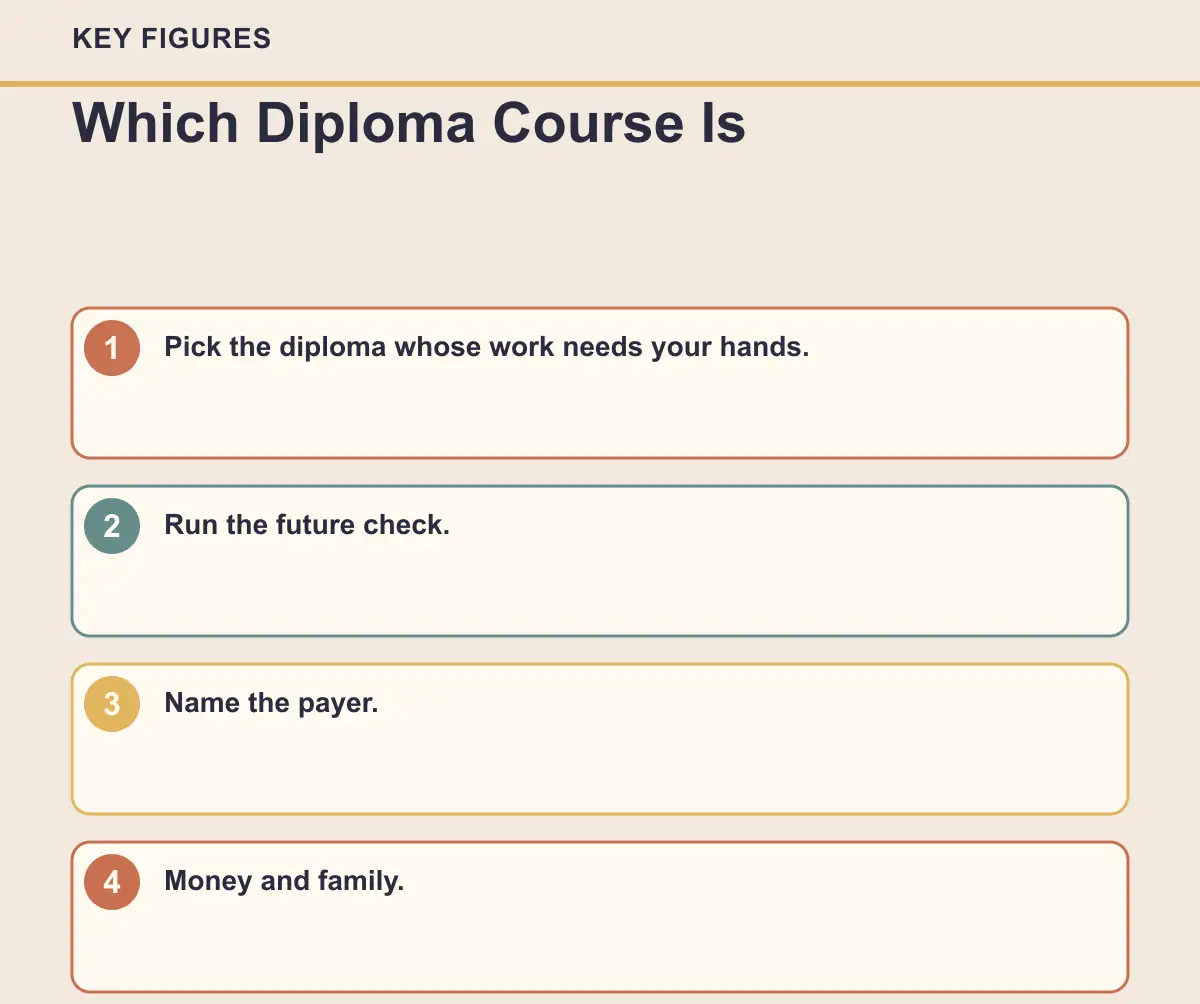 KEY FIGURES
Which Diploma Course Is
1 Pick the diploma whose work needs your hands.
2 Run the future check.
3 Name the payer.
4 Money and family.